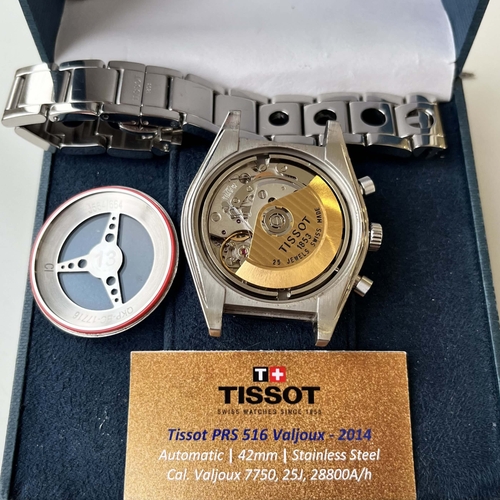 TISSOT
1853
25 JEWELS SWISS MADE
T+
TISSOT
SWISS WATCHES SINCE 1853
Tissot PRS 516 Valjoux - 2014
Automatic | 42mm | Stainless Steel
Cal. Valjoux 7750, 25J, 28800A/h